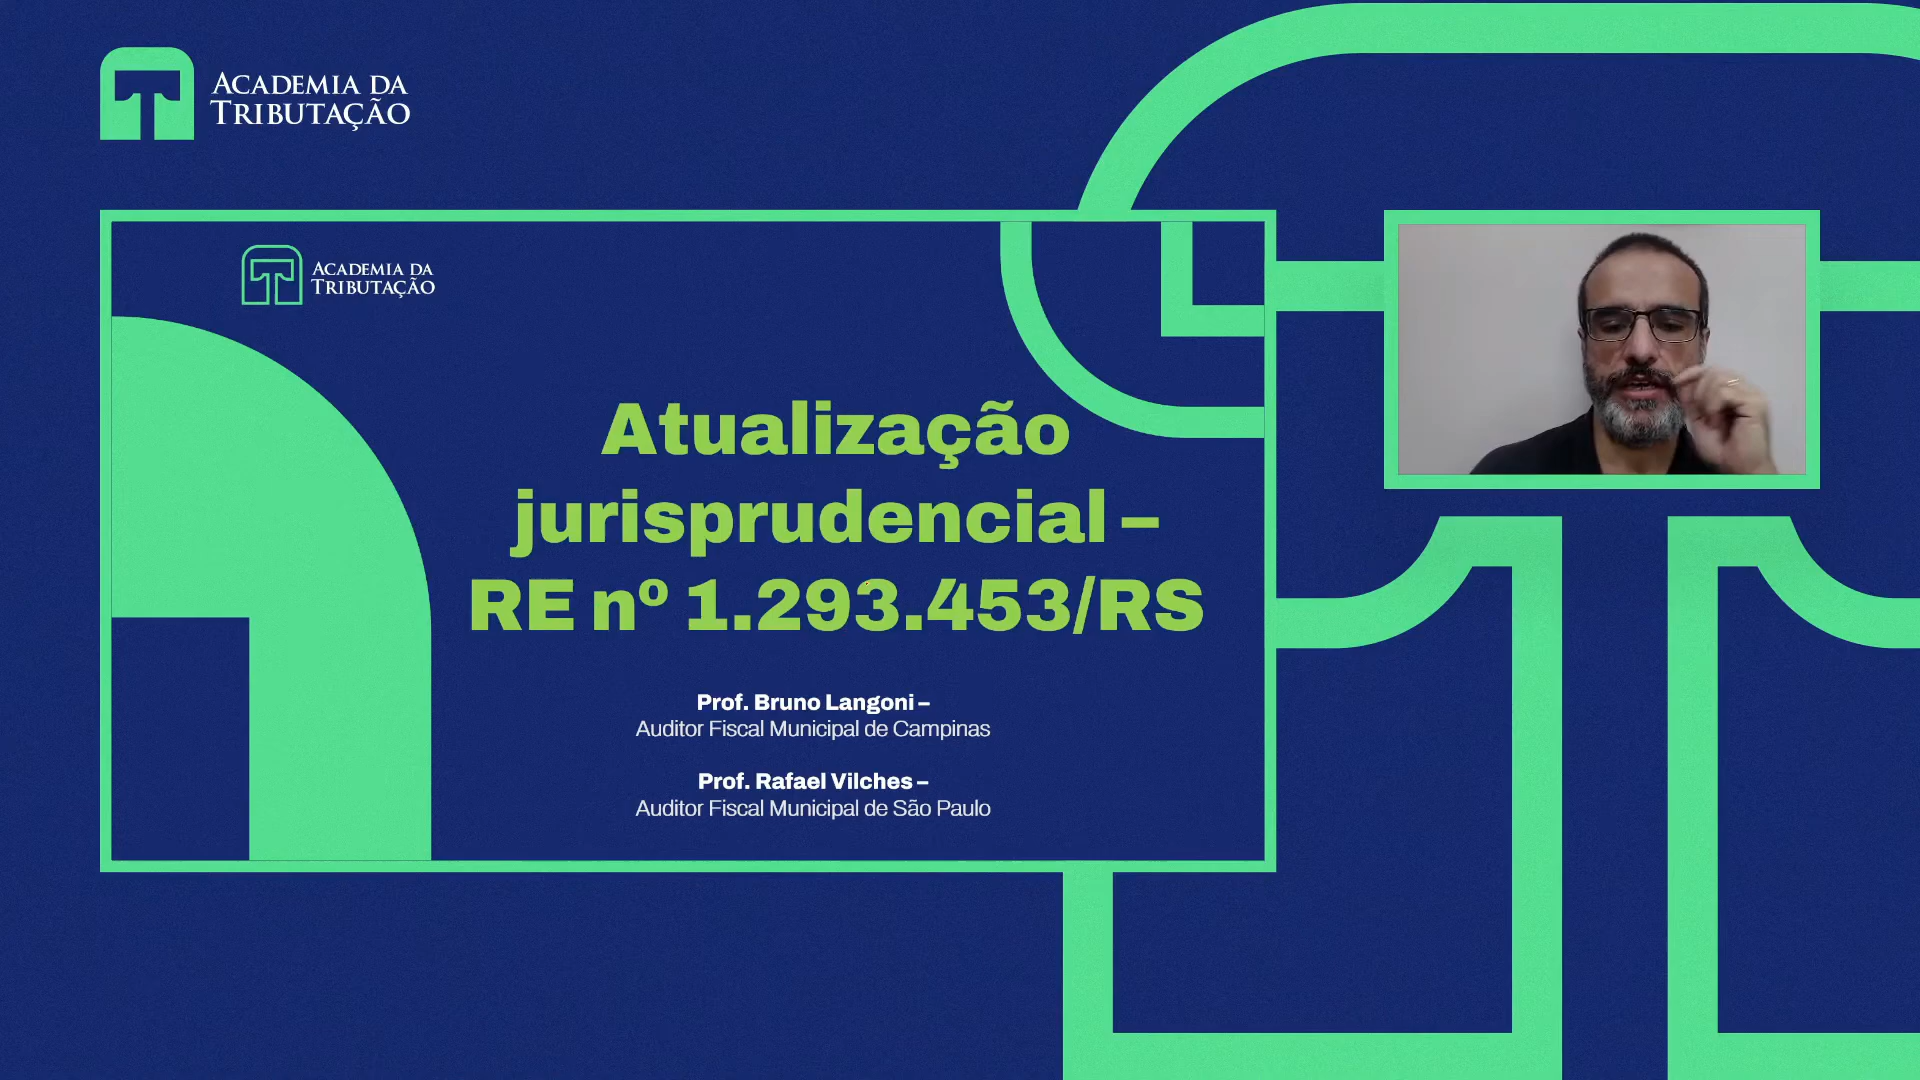 ACADEMIA DA
TRIBUTAÇÃO
ACADEMIA DA
TRIBUTAÇÃO
Atualização
jurisprudencial –
RE nº 1.293.453/RS
Prof. Bruno Langoni –
Auditor Fiscal Municipal de Campinas
Prof. Rafael Vilches –
Auditor Fiscal Municipal de São Paulo